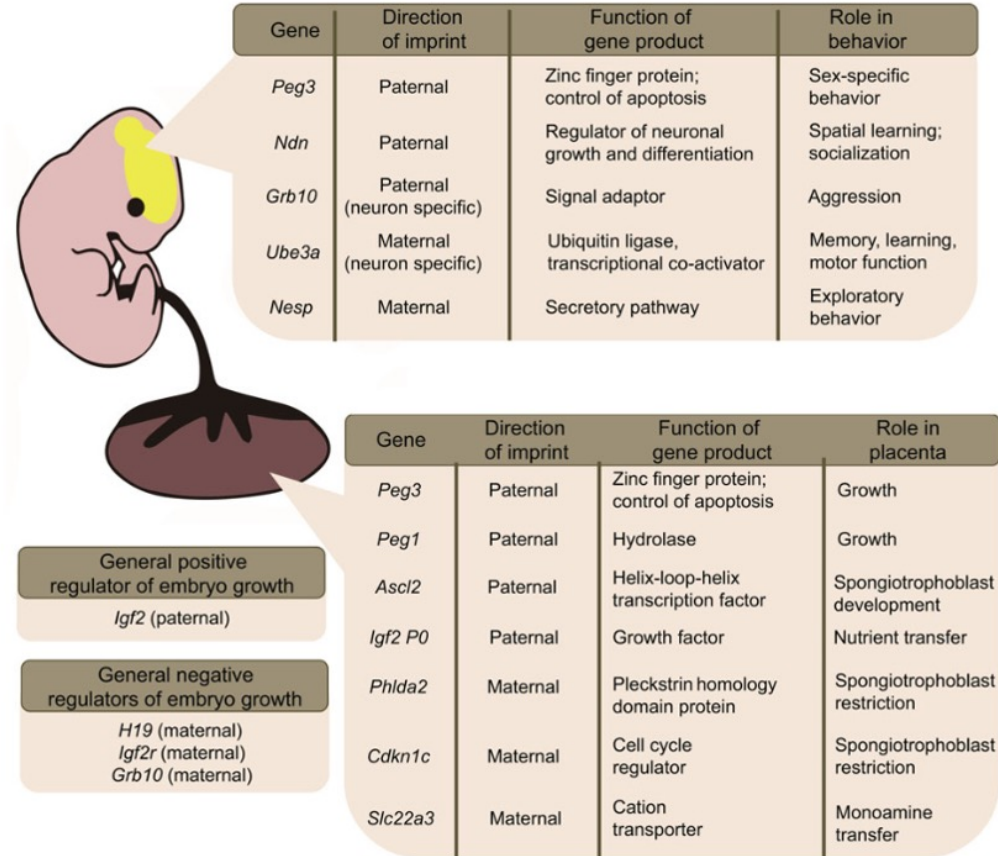 Gene
Direction
of imprint
Function of
gene product
Role in
behavior
Peg3
Paternal
Zinc finger protein;
control of apoptosis
Sex-specific
behavior
Ndn
Paternal
Regulator of neuronal
growth and differentiation
Spatial learning;
socialization
Grb10
Paternal
(neuron specific)
Signal adaptor
Aggression
Ube3a
Maternal
(neuron specific)
Ubiquitin ligase,
transcriptional co-activator
Memory, learning,
motor function
Nesp
Maternal
Secretory pathway
Exploratory
behavior
Gene
Direction
of imprint
Function of
gene product
Role in
placenta
Peg3
Paternal
Zinc finger protein;
control of apoptosis
Growth
Peg1
Paternal
Hydrolase
Growth
Ascl2
Paternal
Helix-loop-helix
transcription factor
Spongiotrophoblast
development
Igf2 P0
Paternal
Growth factor
Nutrient transfer
Phlda2
Maternal
Pleckstrin homology
domain protein
Spongiotrophoblast
restriction
Cdkn1c
Maternal
Cell cycle
regulator
Spongiotrophoblast
restriction
Slc22a3
Maternal
Cation
transporter
Monoamine
transfer
General positive
regulator of embryo growth
Igf2 (paternal)
General negative
regulators of embryo growth
H19 (maternal)
Igf2r (maternal)
Grb10 (maternal)